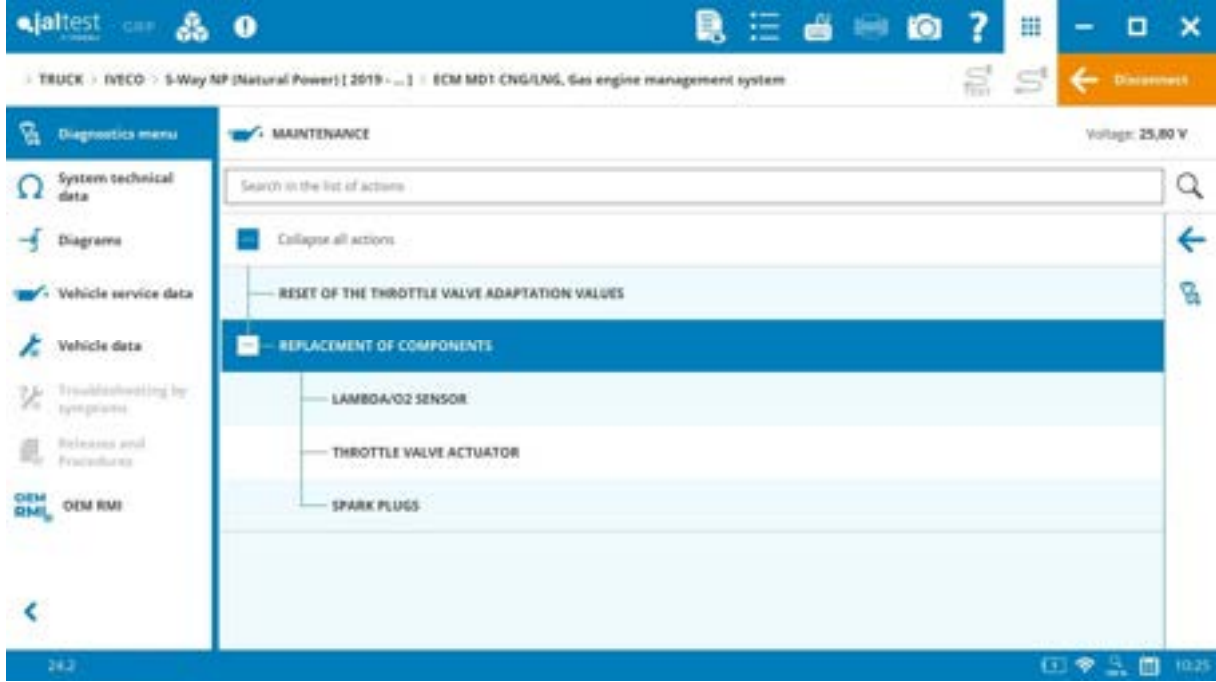 jaltest
GRP
TRUCK > IVECO > S-Way NP (Natural Power) [ 2019 - ... ] > ECM MD1 CNG/LNG, Gas engine management system
TEST
Disconnect
Diagnostics menu
MAINTENANCE
Voltage: 25,80 V
System technical
data
Search in the list of actions
Diagrams
Collapse all actions
Vehicle service data
RESET OF THE THROTTLE VALVE ADAPTATION VALUES
Vehicle data
REPLACEMENT OF COMPONENTS
Troubleshooting by
symptoms
LAMBDA/O2 SENSOR
Releases and
Procedures
THROTTLE VALVE ACTUATOR
OEM
RMI
OEM RMI
SPARK PLUGS
24.2
10:25